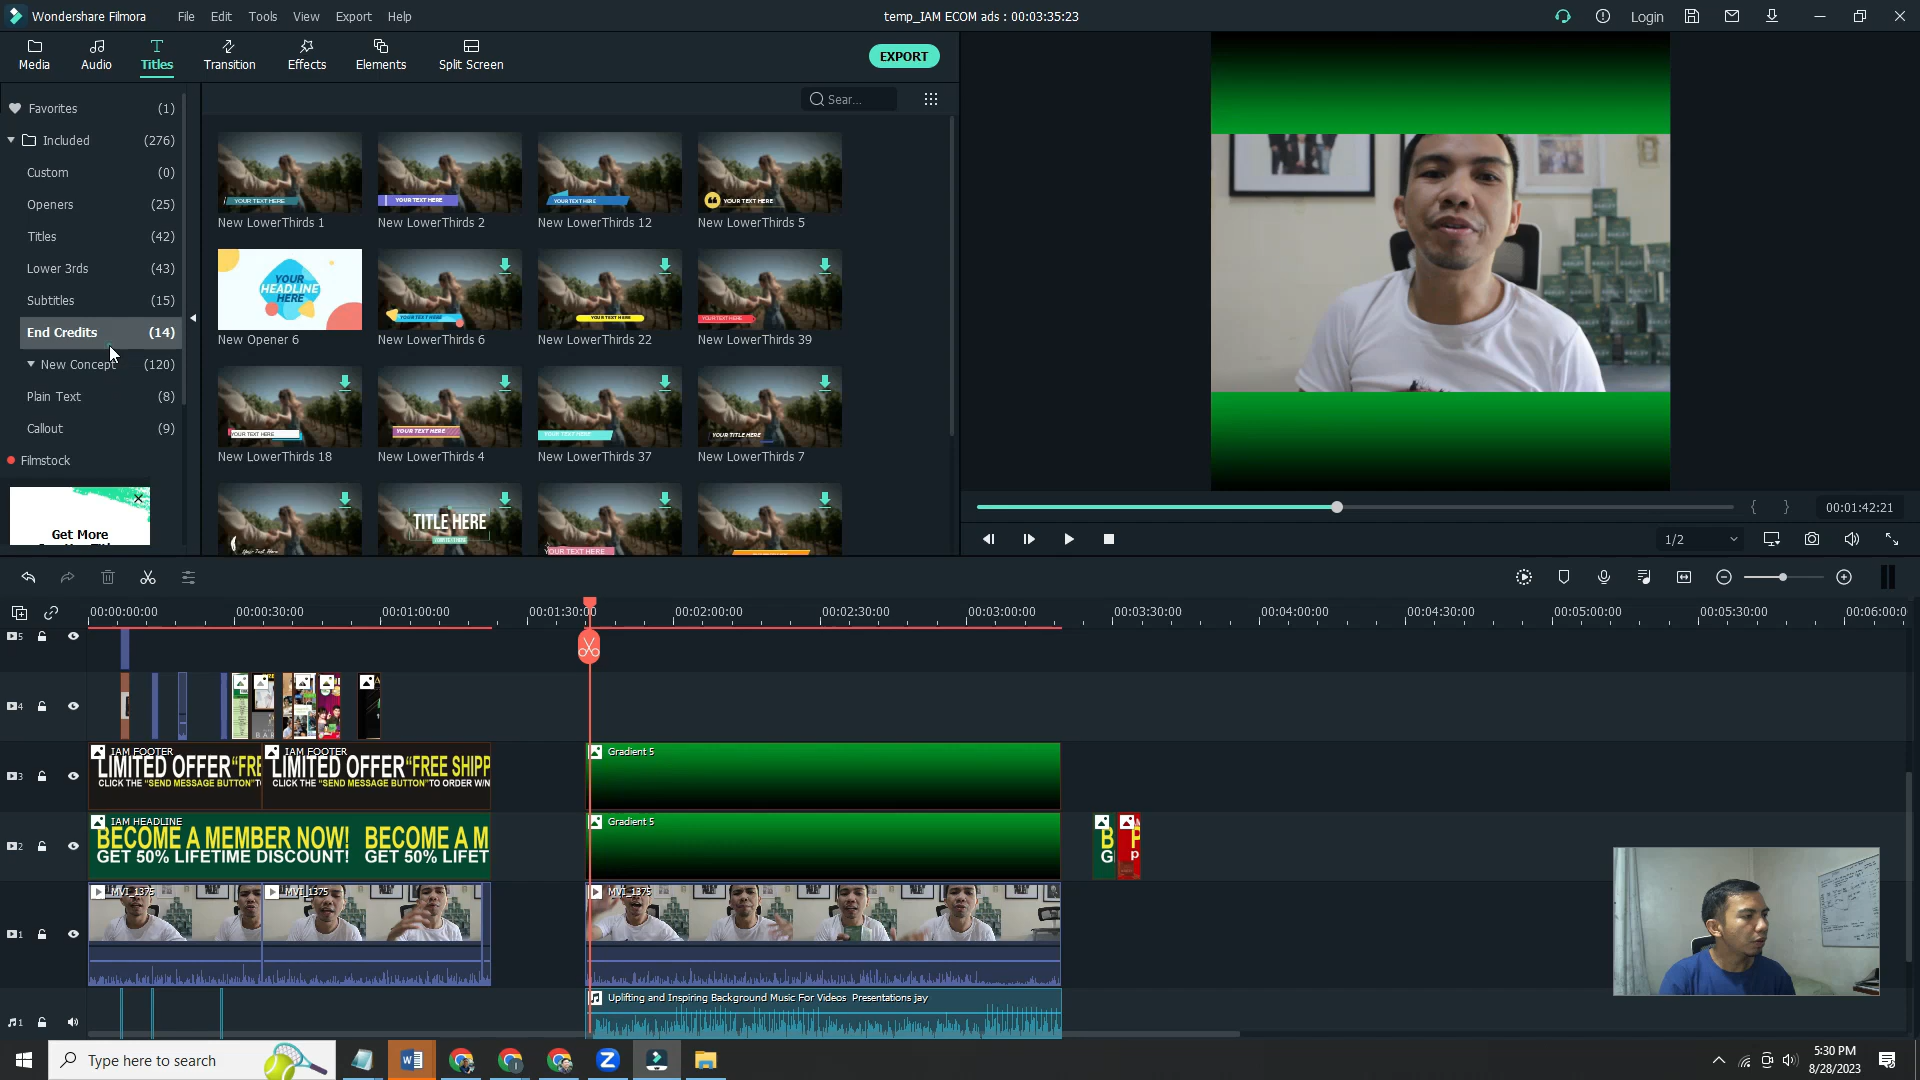 Wondershare Filmora
File Edit Tools View Export Help
temp_IAM ECOM ads : 00:03:35:23
Login
Media Audio Titles Transition Effects Elements Split Screen
EXPORT
Favorites (1)
Included (276)
Custom (0)
Openers (25)
Titles (42)
Lower 3rds (43)
Subtitles (15)
End Credits (14)
New Concept (120)
Plain Text (8)
Callout (9)
Filmstock
Get More
Sear...
YOUR TEXT HERE YOUR TEXT HERE YOUR TEXT HERE YOUR TEXT HERE
New LowerThirds 1 New LowerThirds 2 New LowerThirds 12 New LowerThirds 5
YOUR
HEADLINE
HERE
YOUR TEXT HERE YOUR TEXT HERE YOUR TEXT HERE
New Opener 6 New LowerThirds 6 New LowerThirds 22 New LowerThirds 39
YOUR TEXT HERE YOUR TEXT HERE YOUR TEXT HERE YOUR TITLE HERE
New LowerThirds 18 New LowerThirds 4 New LowerThirds 37 New LowerThirds 7
Your Text Here TITLE HERE YOUR TEXT HERE
00:01:42:21
1/2
00:00:00:00 00:00:30:00 00:01:00:00 00:01:30:00 00:02:00:00 00:02:30:00 00:03:00:00 00:03:30:00 00:04:00:00 00:04:30:00 00:05:00:00 00:05:30:00 00:06:00:0
5
4
3
IAM FOOTER IAM FOOTER
LIMITED OFFER "FRE LIMITED OFFER "FREE SHIPP
CLICK THE "SEND MESSAGE BUTTON" T CLICK THE "SEND MESSAGE BUTTON" TO ORDER W/N
Gradient 5
2
IAM HEADLINE
BECOME A MEMBER NOW! BECOME A M
GET 50% LIFETIME DISCOUNT! GET 50% LIFET
Gradient 5
B
G
P
p
1
MVI_1375 MVI_1375 MVI_1375
1
Uplifting and Inspiring Background Music For Videos Presentations jay
Type here to search
5:30 PM
8/28/2023